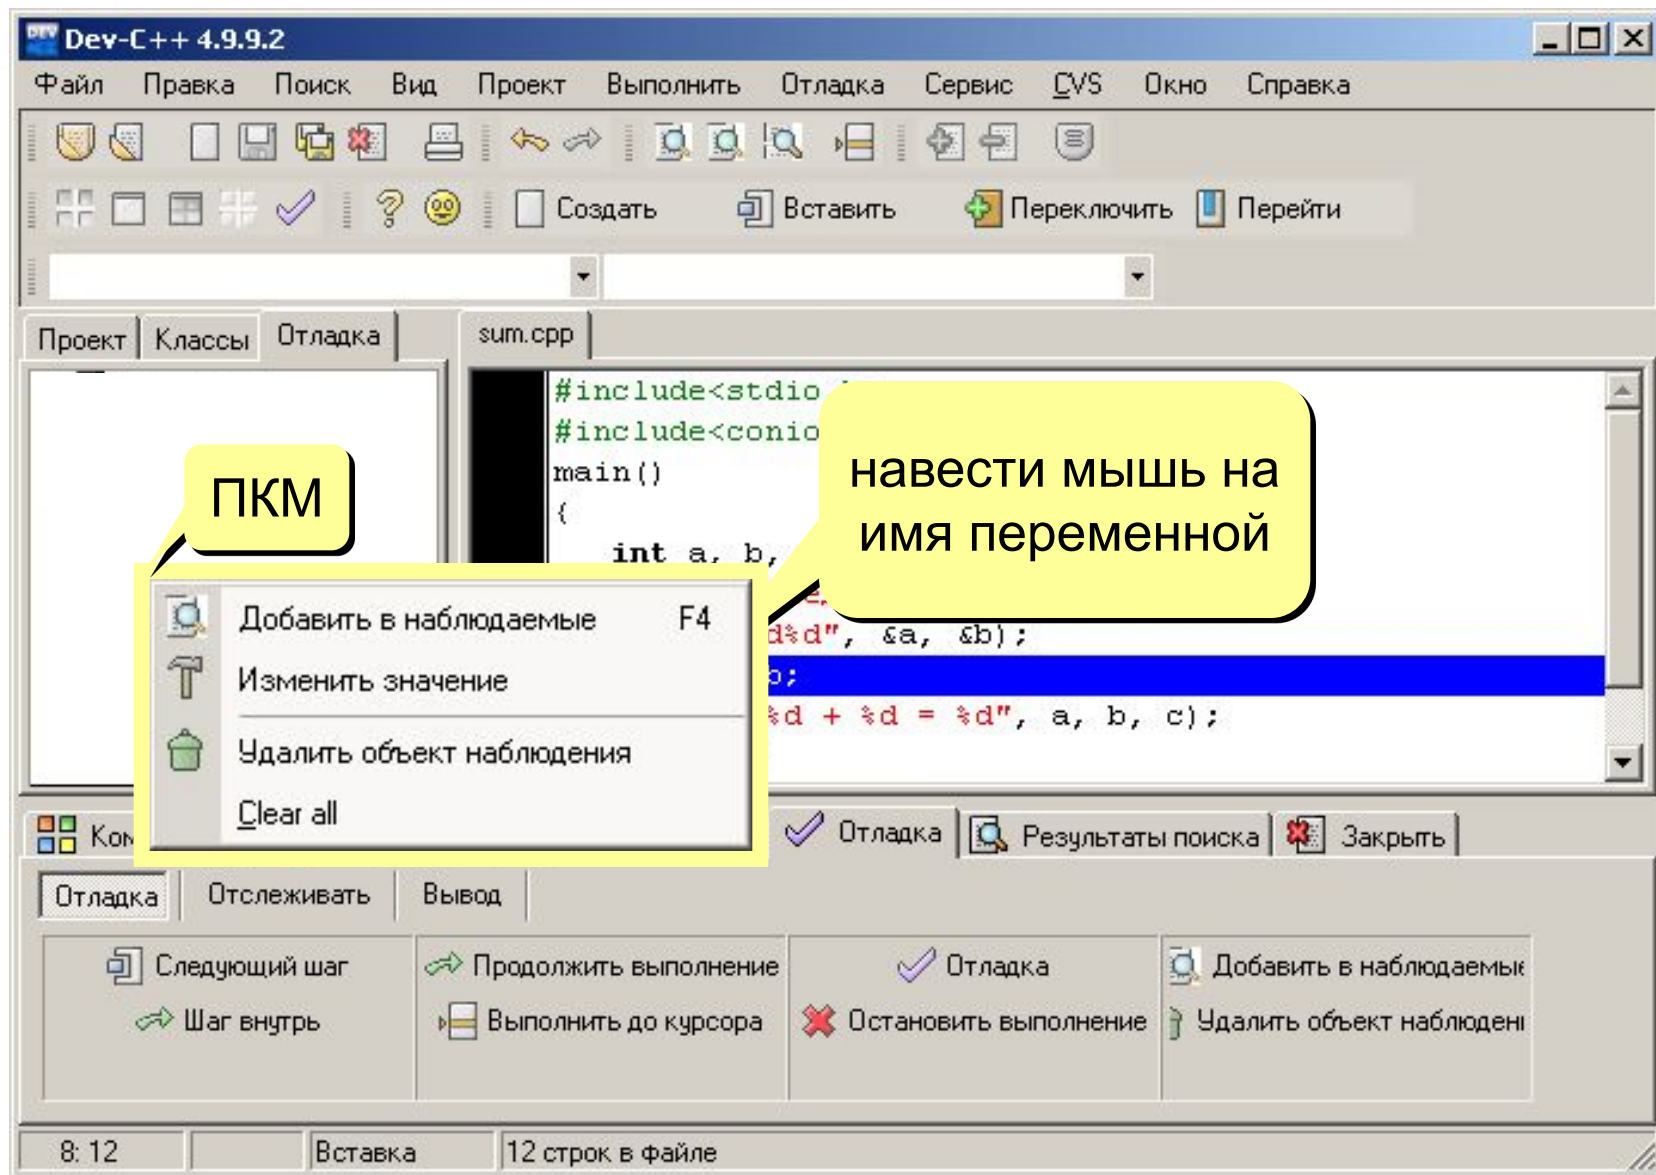 Dev-C++ 4.9.9.2
Файл Правка Поиск Вид Проект Выполнить Отладка Сервис CVS Окно Справка
Создать Вставить Переключить Перейти
Проект Классы Отладка sum.cpp
#include<stdio
#include<conio
main()
{
int a, b,
d%d", &a, &b);
b;
%d + %d = %d", a, b, c);
ПКМ
навести мышь на
имя переменной
Добавить в наблюдаемые F4
Изменить значение
Удалить объект наблюдения
Clear all
Ком Отладка Результаты поиска Закрыть
Отладка Отслеживать Вывод
Следующий шаг Продолжить выполнение Отладка Добавить в наблюдаемые
Шаг внутрь Выполнить до курсора Остановить выполнение Удалить объект наблюден
8: 12 Вставка 12 строк в файле